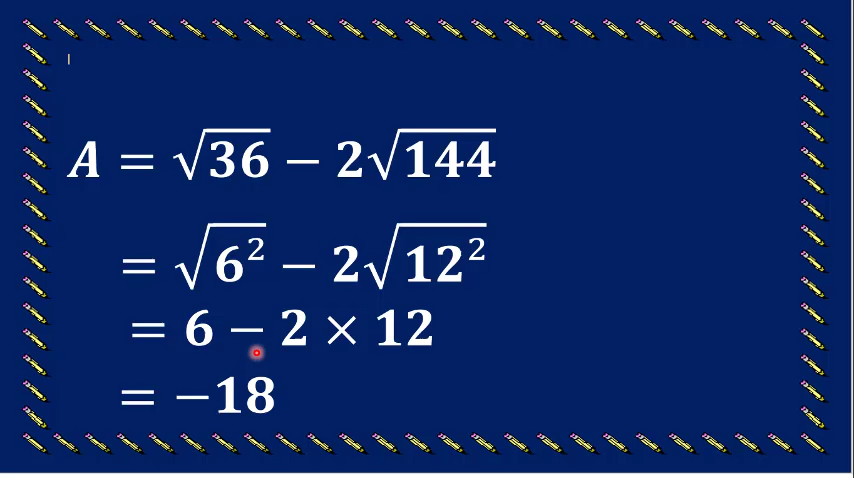 A = √36 − 2√144
= √6² − 2√12²
= 6 − 2 × 12
= −18